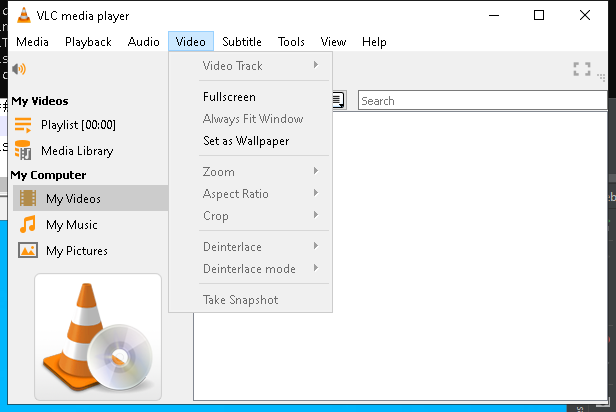 VLC media player
Media Playback Audio Video Subtitle Tools View Help
Video Track
Fullscreen
Always Fit Window
Set as Wallpaper
Zoom
Aspect Ratio
Crop
Deinterlace
Deinterlace mode
Take Snapshot
Search
My Videos
Playlist [00:00]
Media Library
My Computer
My Videos
My Music
My Pictures